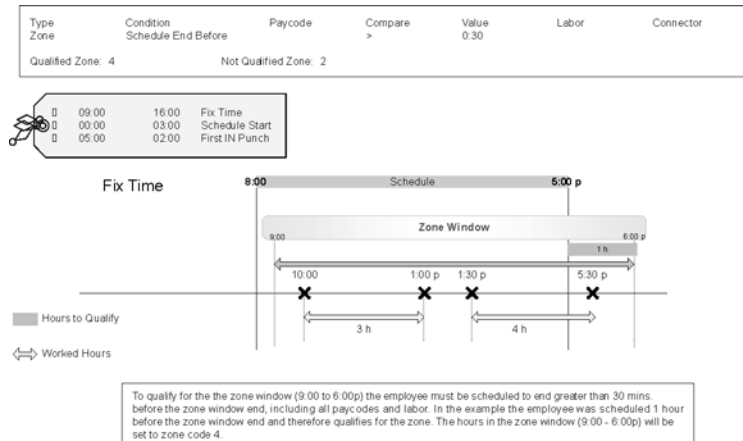 Type Condition Paycode Compare Value Labor Connector
Zone Schedule End Before > 0:30
Qualified Zone: 4 Not Qualified Zone: 2
09:00 16:00 Fix Time
00:00 03:00 Schedule Start
05:00 02:00 First IN Punch
Fix Time
8:00 Schedule 5:00 p
Zone Window
9:00 6:00 p
1 h
10:00 1:00 p 1:30 p 5:30 p
Hours to Qualify
3 h 4 h
Worked Hours
To qualify for the the zone window (9:00 to 6:00p) the employee must be scheduled to end greater than 30 mins.
before the zone window end, including all paycodes and labor. In the example the employee was scheduled 1 hour
before the zone window end and therefore qualifies for the zone. The hours in the zone window (9:00 - 6:00p) will be
set to zone code 4.